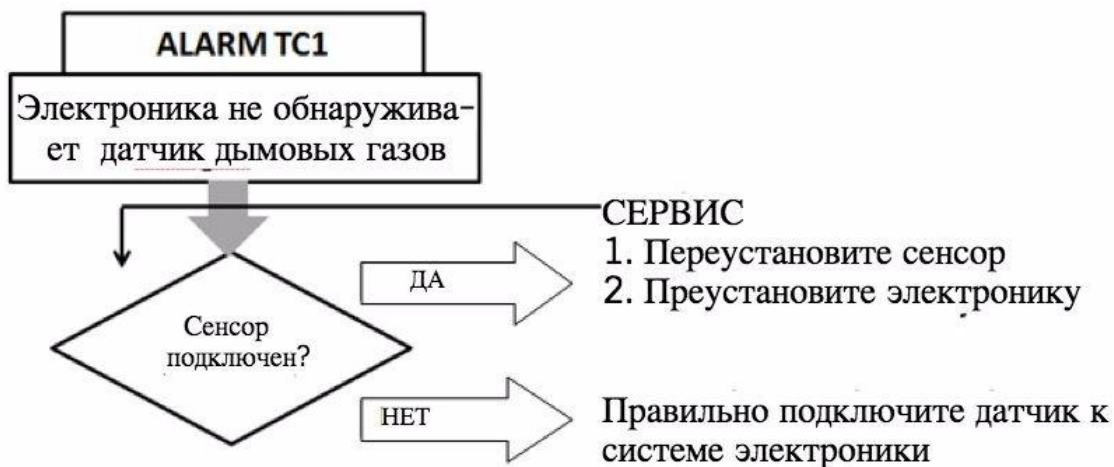 ALARM TC1
Электроника не обнаружива-
ет датчик дымовых газов
СЕРВИС
1. Переустановите сенсор
2. Преустановите электронику
ДА
Сенсор
подключен?
НЕТ
Правильно подключите датчик к
системе электроники